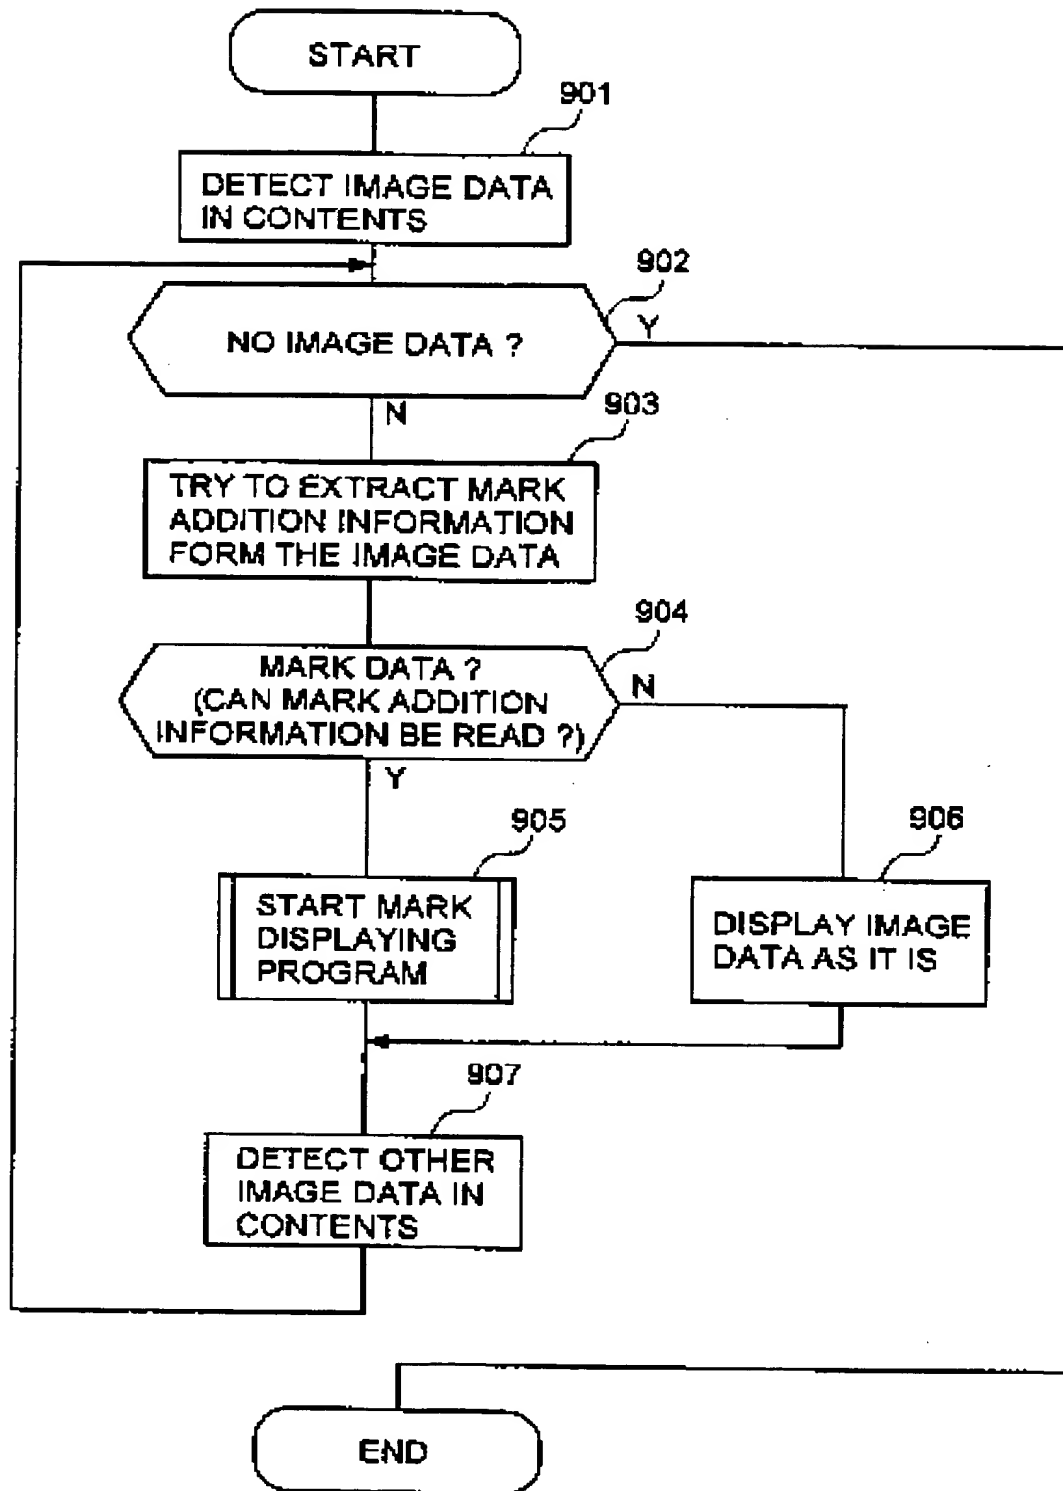 START
901
DETECT IMAGE DATA
IN CONTENTS
902
NO IMAGE DATA ?
Y
N
903
TRY TO EXTRACT MARK
ADDITION INFORMATION
FORM THE IMAGE DATA
904
MARK DATA ?
(CAN MARK ADDITION
INFORMATION BE READ ?)
N
Y
905
START MARK
DISPLAYING
PROGRAM
906
DISPLAY IMAGE
DATA AS IT IS
907
DETECT OTHER
IMAGE DATA IN
CONTENTS
END